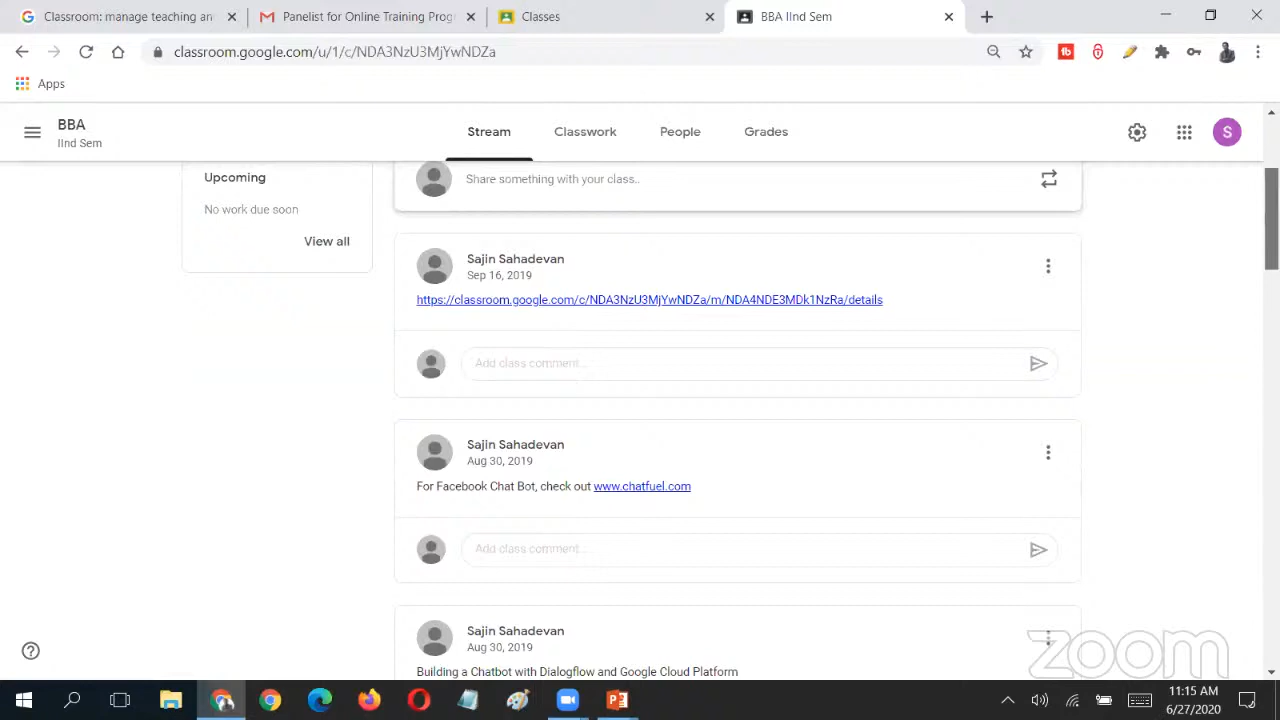 Classroom: manage teaching an
Panelist for Online Training Prog
Classes
BBA IInd Sem
classroom.google.com/u/1/c/NDA3NzU3MjYwNDZa
Apps
BBA
IInd Sem
Stream
Classwork
People
Grades
S
Upcoming
No work due soon
View all
Share something with your class..
Sajin Sahadevan
Sep 16, 2019
https://classroom.google.com/c/NDA3NzU3MjYwNDZa/m/NDA4NDE3MDk1NzRa/details
Add class comment...
Sajin Sahadevan
Aug 30, 2019
For Facebook Chat Bot, check out www.chatfuel.com
Add class comment...
Sajin Sahadevan
Aug 30, 2019
Building a Chatbot with Dialogflow and Google Cloud Platform
zoom
11:15 AM
6/27/2020